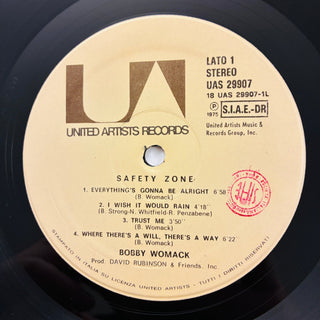 UA
UNITED ARTISTS RECORDS
LATO 1
STEREO
UAS 29907
18 UAS 29907-1L
Ⓟ 1975 S.I.A.E.-DR
United Artists Music &
Records Group, Inc.
SAFETY ZONE
1. EVERYTHING'S GONNA BE ALRIGHT 6'58"
(B. Womack)
2. I WISH IT WOULD RAIN 4'18"
(B. Strong-N. Whitfield-R. Penzabene)
3. TRUST ME 3'50"
(B. Womack)
4. WHERE THERE'S A WILL, THERE'S A WAY 6'22
(B. Womack)
BOBBY WOMACK
Prod. DAVID RUBINSON & Friends, Inc.
STAMPATO IN ITALIA SU LICENZA UNITED ARTISTS - TUTTI I DIRITTI RISERVATI